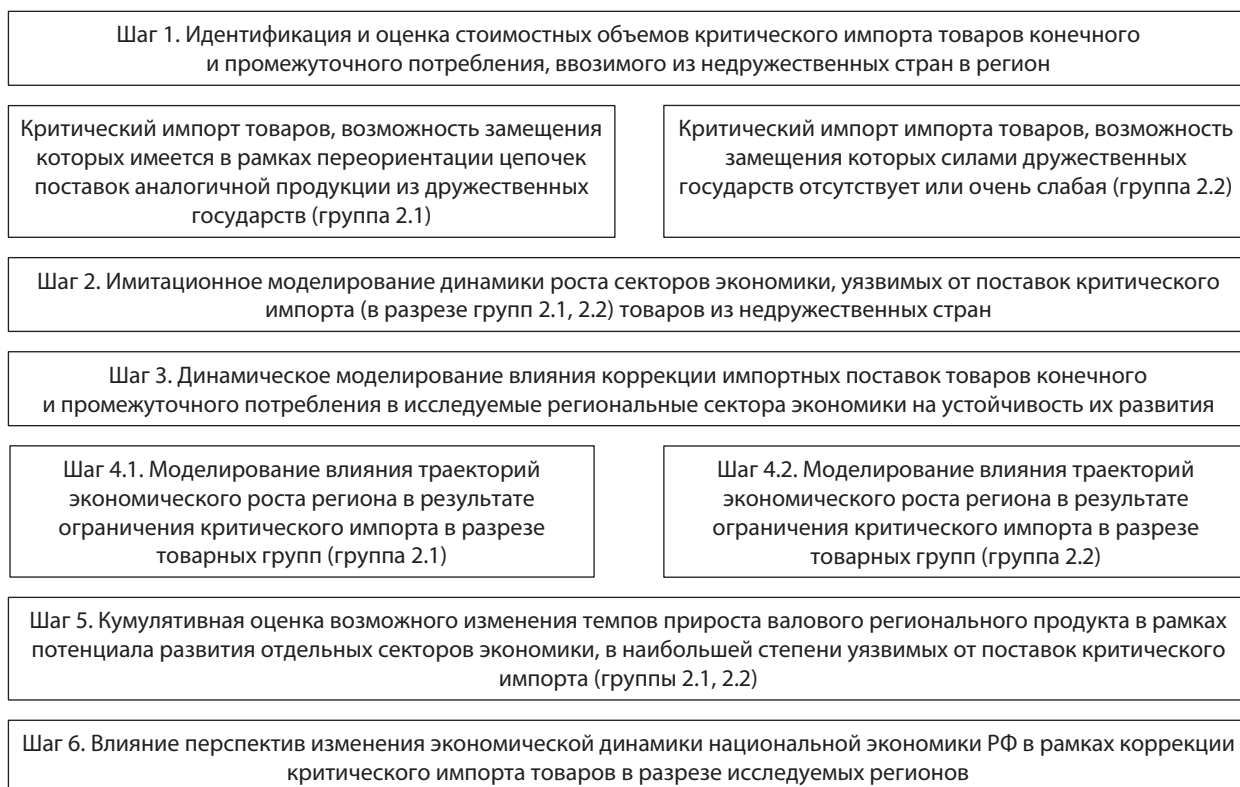 Шаг 1. Идентификация и оценка стоимостных объемов критического импорта товаров конечного
и промежуточного потребления, ввозимого из недружественных стран в регион
Критический импорт товаров, возможность замещения
которых имеется в рамках переориентации цепочек
поставок аналогичной продукции из дружественных
государств (группа 2.1)
Критический импорт импорта товаров, возможность
замещения которых силами дружественных
государств отсутствует или очень слабая (группа 2.2)
Шаг 2. Имитационное моделирование динамики роста секторов экономики, уязвимых от поставок критического
импорта (в разрезе групп 2.1, 2.2) товаров из недружественных стран
Шаг 3. Динамическое моделирование влияния коррекции импортных поставок товаров конечного
и промежуточного потребления в исследуемые региональные сектора экономики на устойчивость их развития
Шаг 4.1. Моделирование влияния траекторий
экономического роста региона в результате
ограничения критического импорта в разрезе
товарных групп (группа 2.1)
Шаг 4.2. Моделирование влияния траекторий
экономического роста региона в результате
ограничения критического импорта в разрезе
товарных групп (группа 2.2)
Шаг 5. Кумулятивная оценка возможного изменения темпов прироста валового регионального продукта в рамках
потенциала развития отдельных секторов экономики, в наибольшей степени уязвимых от поставок критического
импорта (группы 2.1, 2.2)
Шаг 6. Влияние перспектив изменения экономической динамики национальной экономики РФ в рамках коррекции
критического импорта товаров в разрезе исследуемых регионов